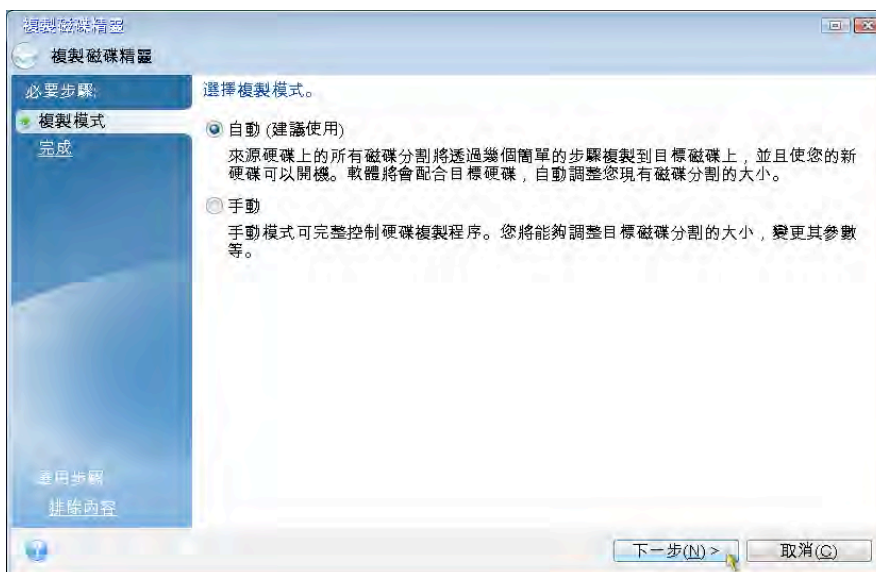 複製磁碟精靈
複製磁碟精靈
必要步驟:
複製模式
完成
選用步驟
排除內容
選擇複製模式。
自動 (建議使用)
來源硬碟上的所有磁碟分割將透過幾個簡單的步驟複製到目標磁碟上，並且使您的新
硬碟可以開機。軟體將會配合目標硬碟，自動調整您現有磁碟分割的大小。
手動
手動模式可完整控制硬碟複製程序。您將能夠調整目標磁碟分割的大小，變更其參數
等。
下一步(N) >
取消(C)